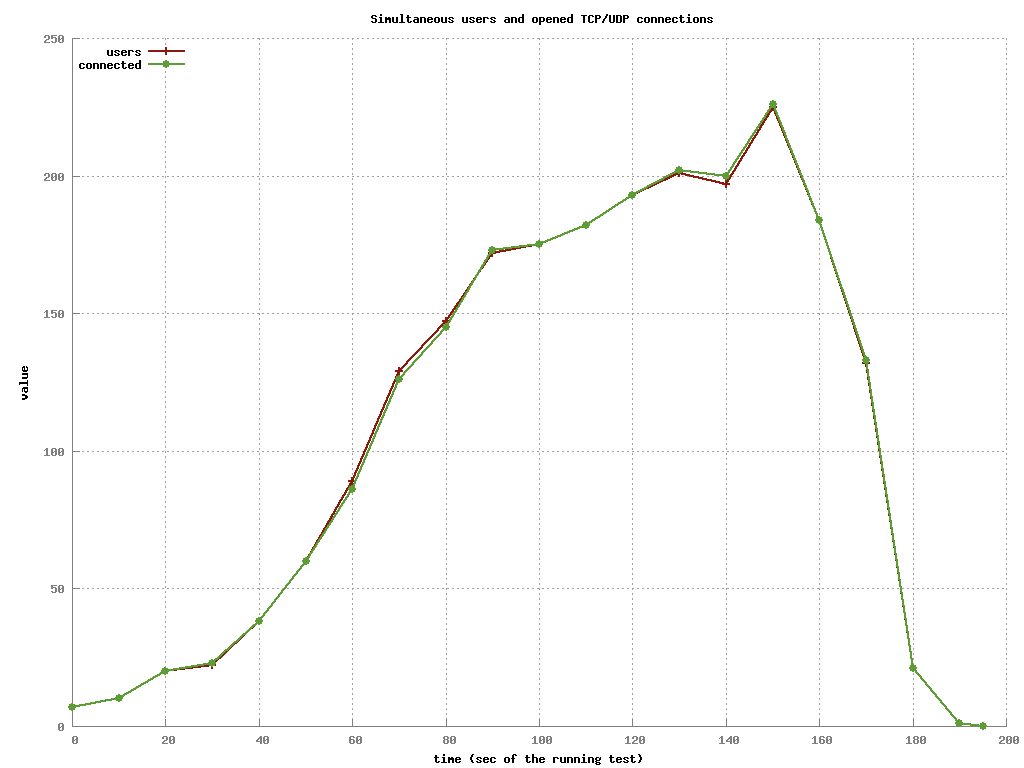 Simultaneous users and opened TCP/UDP connections
users
connected
250
200
150
100
50
0
value
0 20 40 60 80 100 120 140 160 180 200
time (sec of the running test)